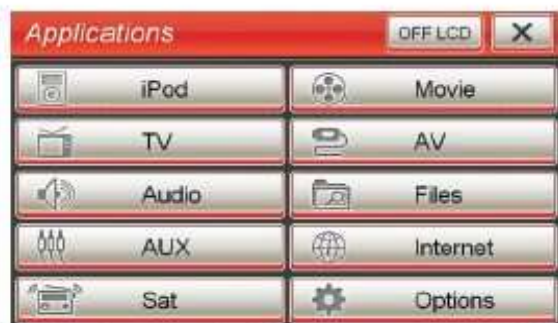 Applications OFF LCD X
iPod Movie
TV AV
Audio Files
AUX Internet
Sat Options